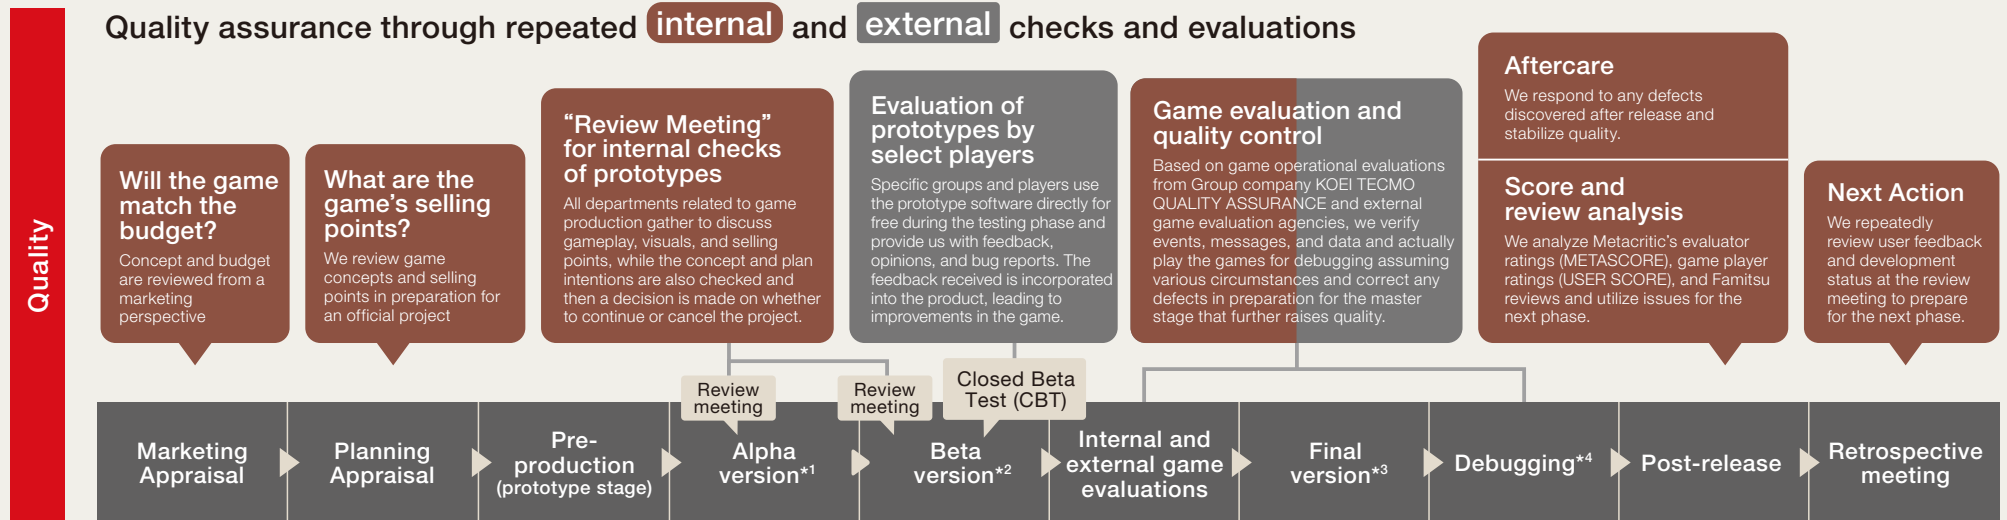 Quality
Quality assurance through repeated internal and external checks and evaluations
Will the game
match the
budget?
Concept and budget
are reviewed from a
marketing
perspective
What are the
game's selling
points?
We review game
concepts and selling
points in preparation for
an official project
“Review Meeting”
for internal checks
of prototypes
All departments related to game
production gather to discuss
gameplay, visuals, and selling
points, while the concept and plan
intentions are also checked and
then a decision is made on whether
to continue or cancel the project.
Evaluation of
prototypes by
select players
Specific groups and players use
the prototype software directly for
free during the testing phase and
provide us with feedback,
opinions, and bug reports. The
feedback received is incorporated
into the product, leading to
improvements in the game.
Game evaluation and
quality control
Based on game operational evaluations
from Group company KOEI TECMO
QUALITY ASSURANCE and external
game evaluation agencies, we verify
events, messages, and data and actually
play the games for debugging assuming
various circumstances and correct any
defects in preparation for the master
stage that further raises quality.
Aftercare
We respond to any defects
discovered after release and
stabilize quality.
Score and
review analysis
We analyze Metacritic's evaluator
ratings (METASCORE), game player
ratings (USER SCORE), and Famitsu
reviews and utilize issues for the
next phase.
Next Action
We repeatedly
review user feedback
and development
status at the review
meeting to prepare
for the next phase.
Review
meeting
Review
meeting
Closed Beta
Test (CBT)
Marketing
Appraisal
Planning
Appraisal
Pre-
production
(prototype stage)
Alpha
version*1
Beta
version*2
Internal and
external game
evaluations
Final
version*3
Debugging*4
Post-release
Retrospective
meeting